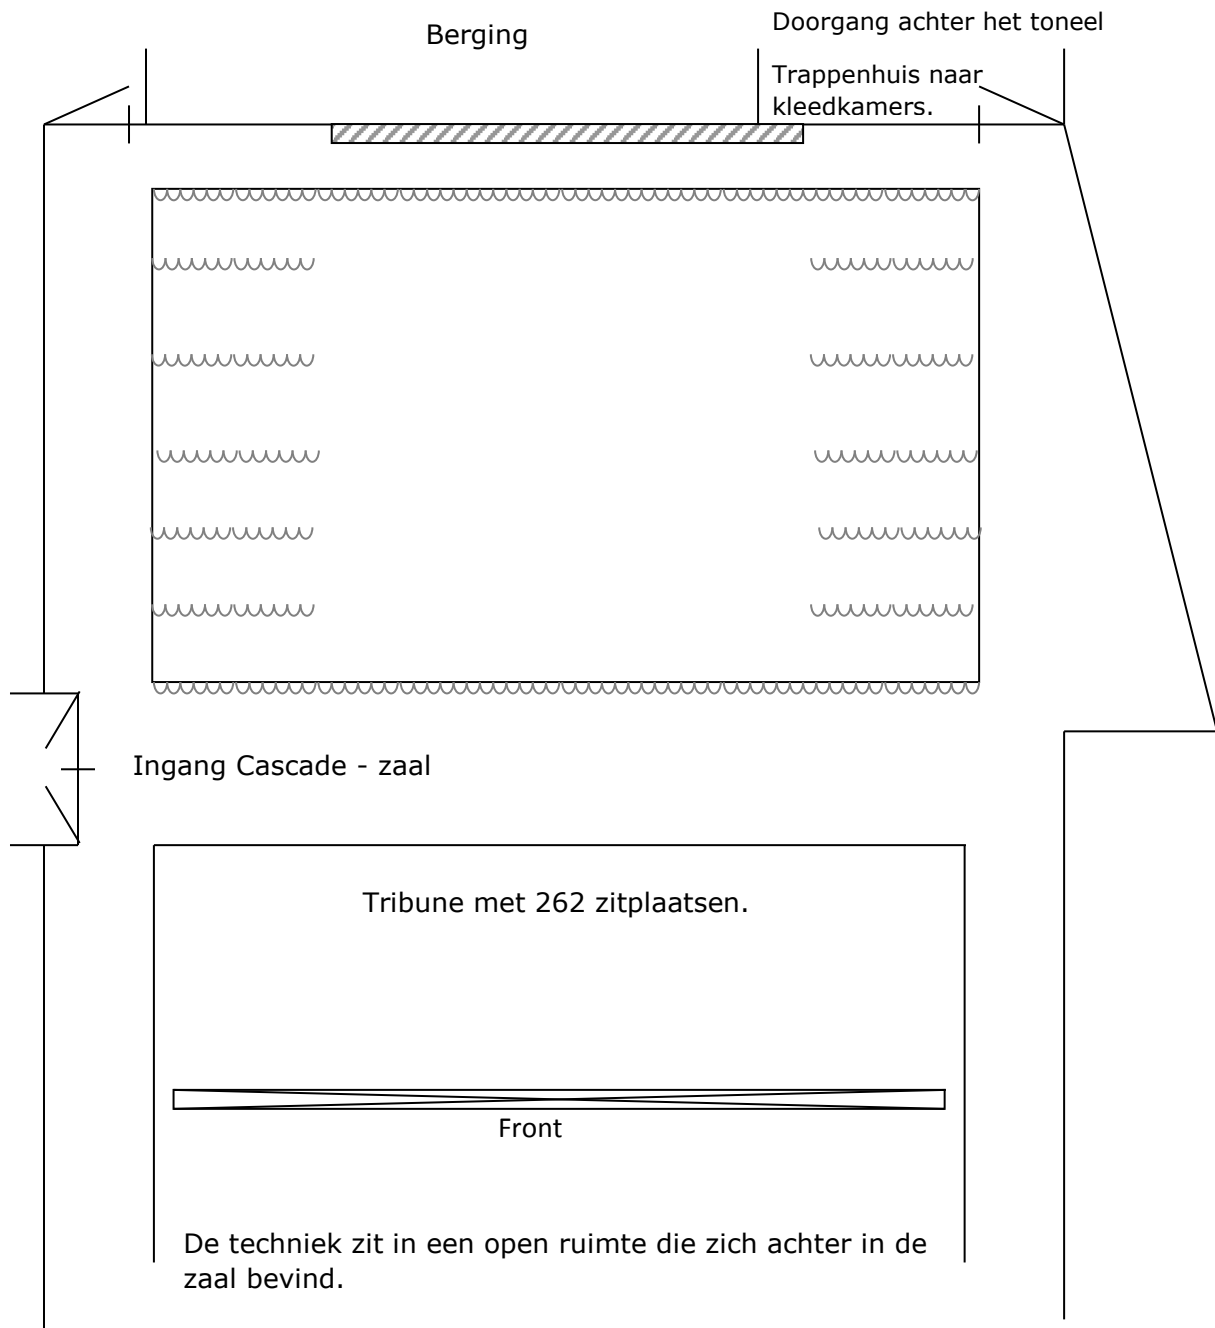 Berging
Doorgang achter het toneel
Trappenhuis naar
kleedkamers.
Ingang Cascade - zaal
Tribune met 262 zitplaatsen.
Front
De techniek zit in een open ruimte die zich achter in de
zaal bevind.